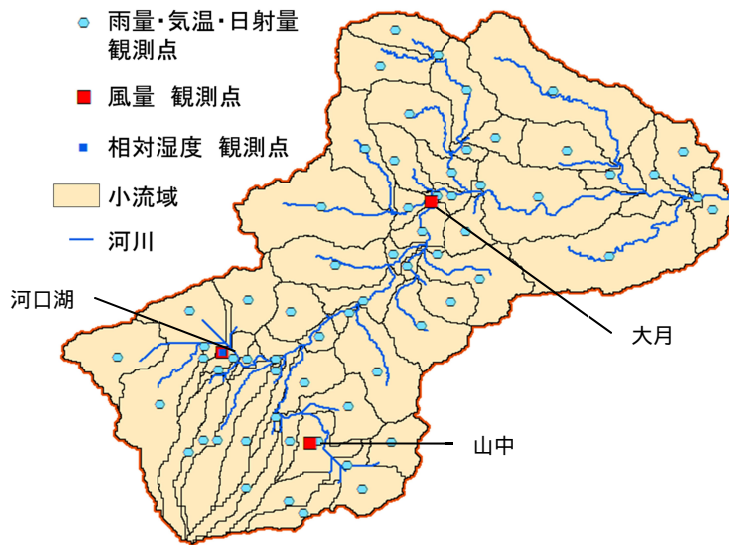 雨量・気温・日射量
観測点
風量 観測点
相対湿度 観測点
小流域
河川
河口湖
大月
山中